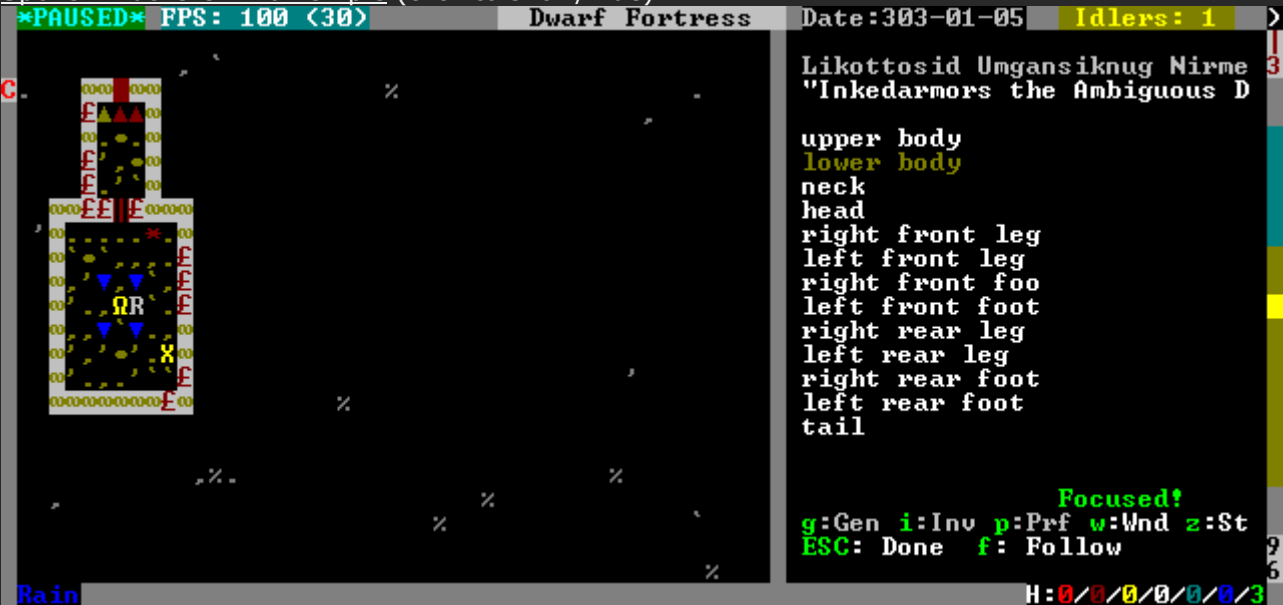 *PAUSED* FPS: 100 (30) Dwarf Fortress Date:303-01-05 Idlers: 1
Likottosid Umgansiknug Nirme
"Inkedarmors the Ambiguous D
upper body
lower body
neck
head
right front leg
left front leg
right front foo
left front foot
right rear leg
left rear leg
right rear foot
left rear foot
tail
Focused!
g:Gen i:Inv p:Prf w:Wnd z:St
ESC: Done f: Follow
Rain H:0/0/0/0/0/0/3